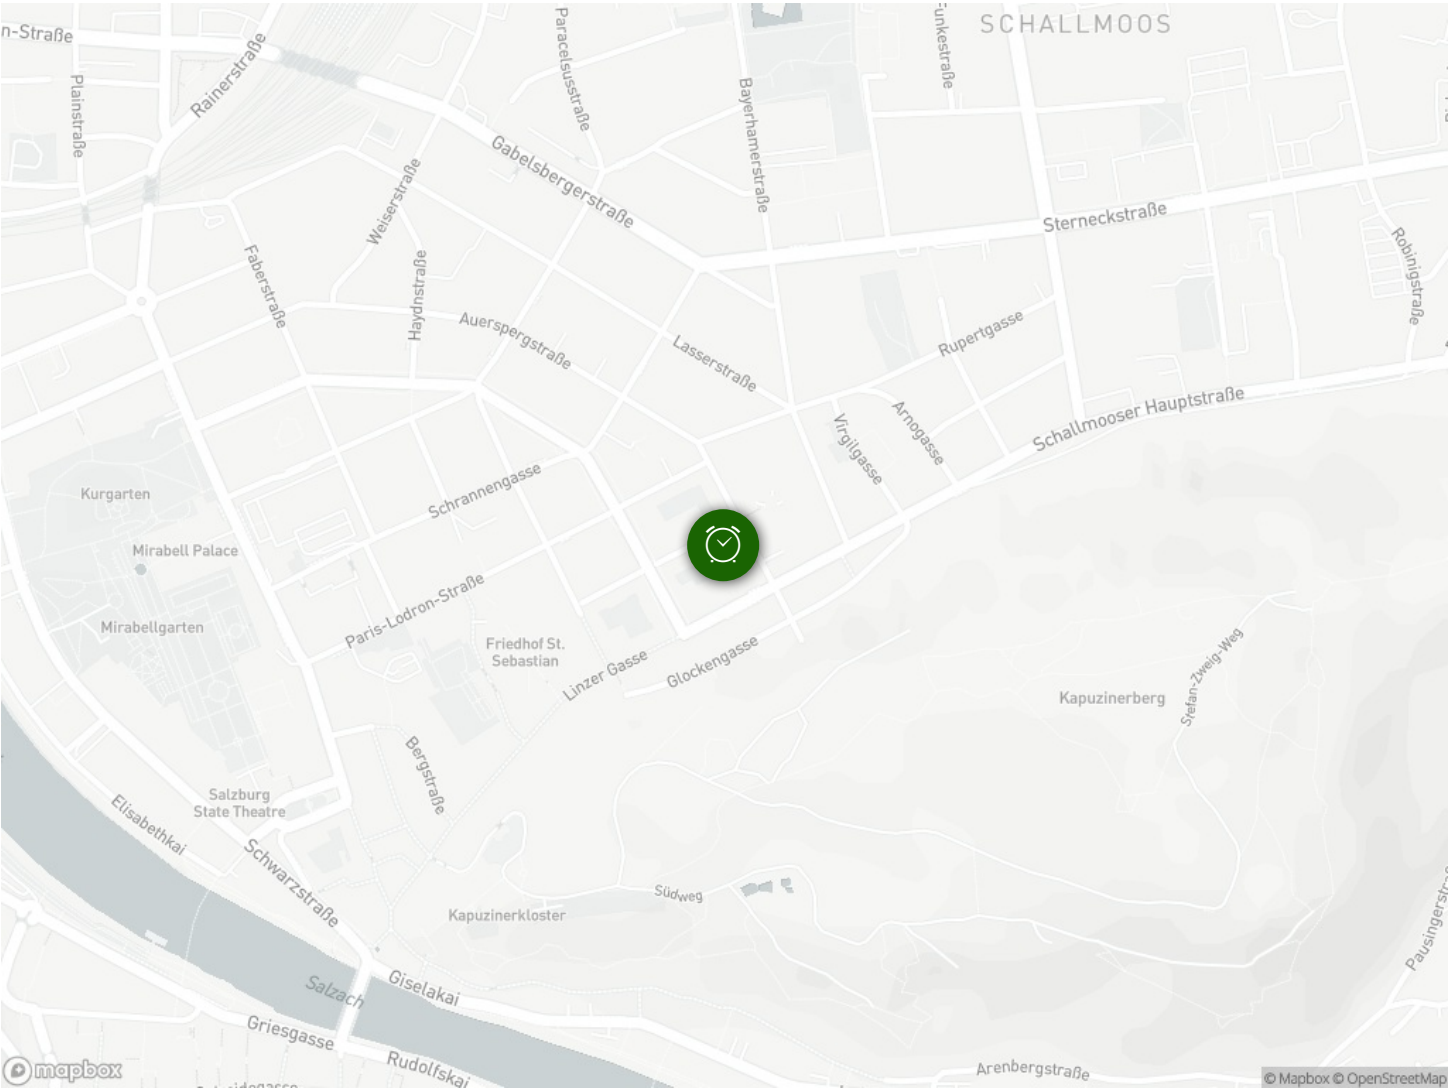 SCHALLMOOS
n-Straße
Rainerstraße
Plainstraße
Paracelsusstraße
Funkestraße
Bayerhamerstraße
Gabelsbergerstraße
Weiserstraße
Sterneckstraße
Robinigstraße
Faberstraße
Haydnstraße
Auerspergstraße
Lasserstraße
Rupertgasse
Arnogasse
Virgilgasse
Schallmooser Hauptstraße
Kurgarten
Schrannengasse
Mirabell Palace
Mirabellgarten
Paris-Lodron-Straße
Friedhof St.
Sebastian
Linzer Gasse
Glockengasse
Kapuzinerberg
Stefan-Zweig-Weg
Bergstraße
Salzburg
State Theatre
Elisabethkai
Schwarzstraße
Südweg
Kapuzinerkloster
Pausingerstra
Salzach
Giselakai
Griesgasse
Rudolfskai
Arenbergstraße
mapbox
© Mapbox © OpenStreetMap